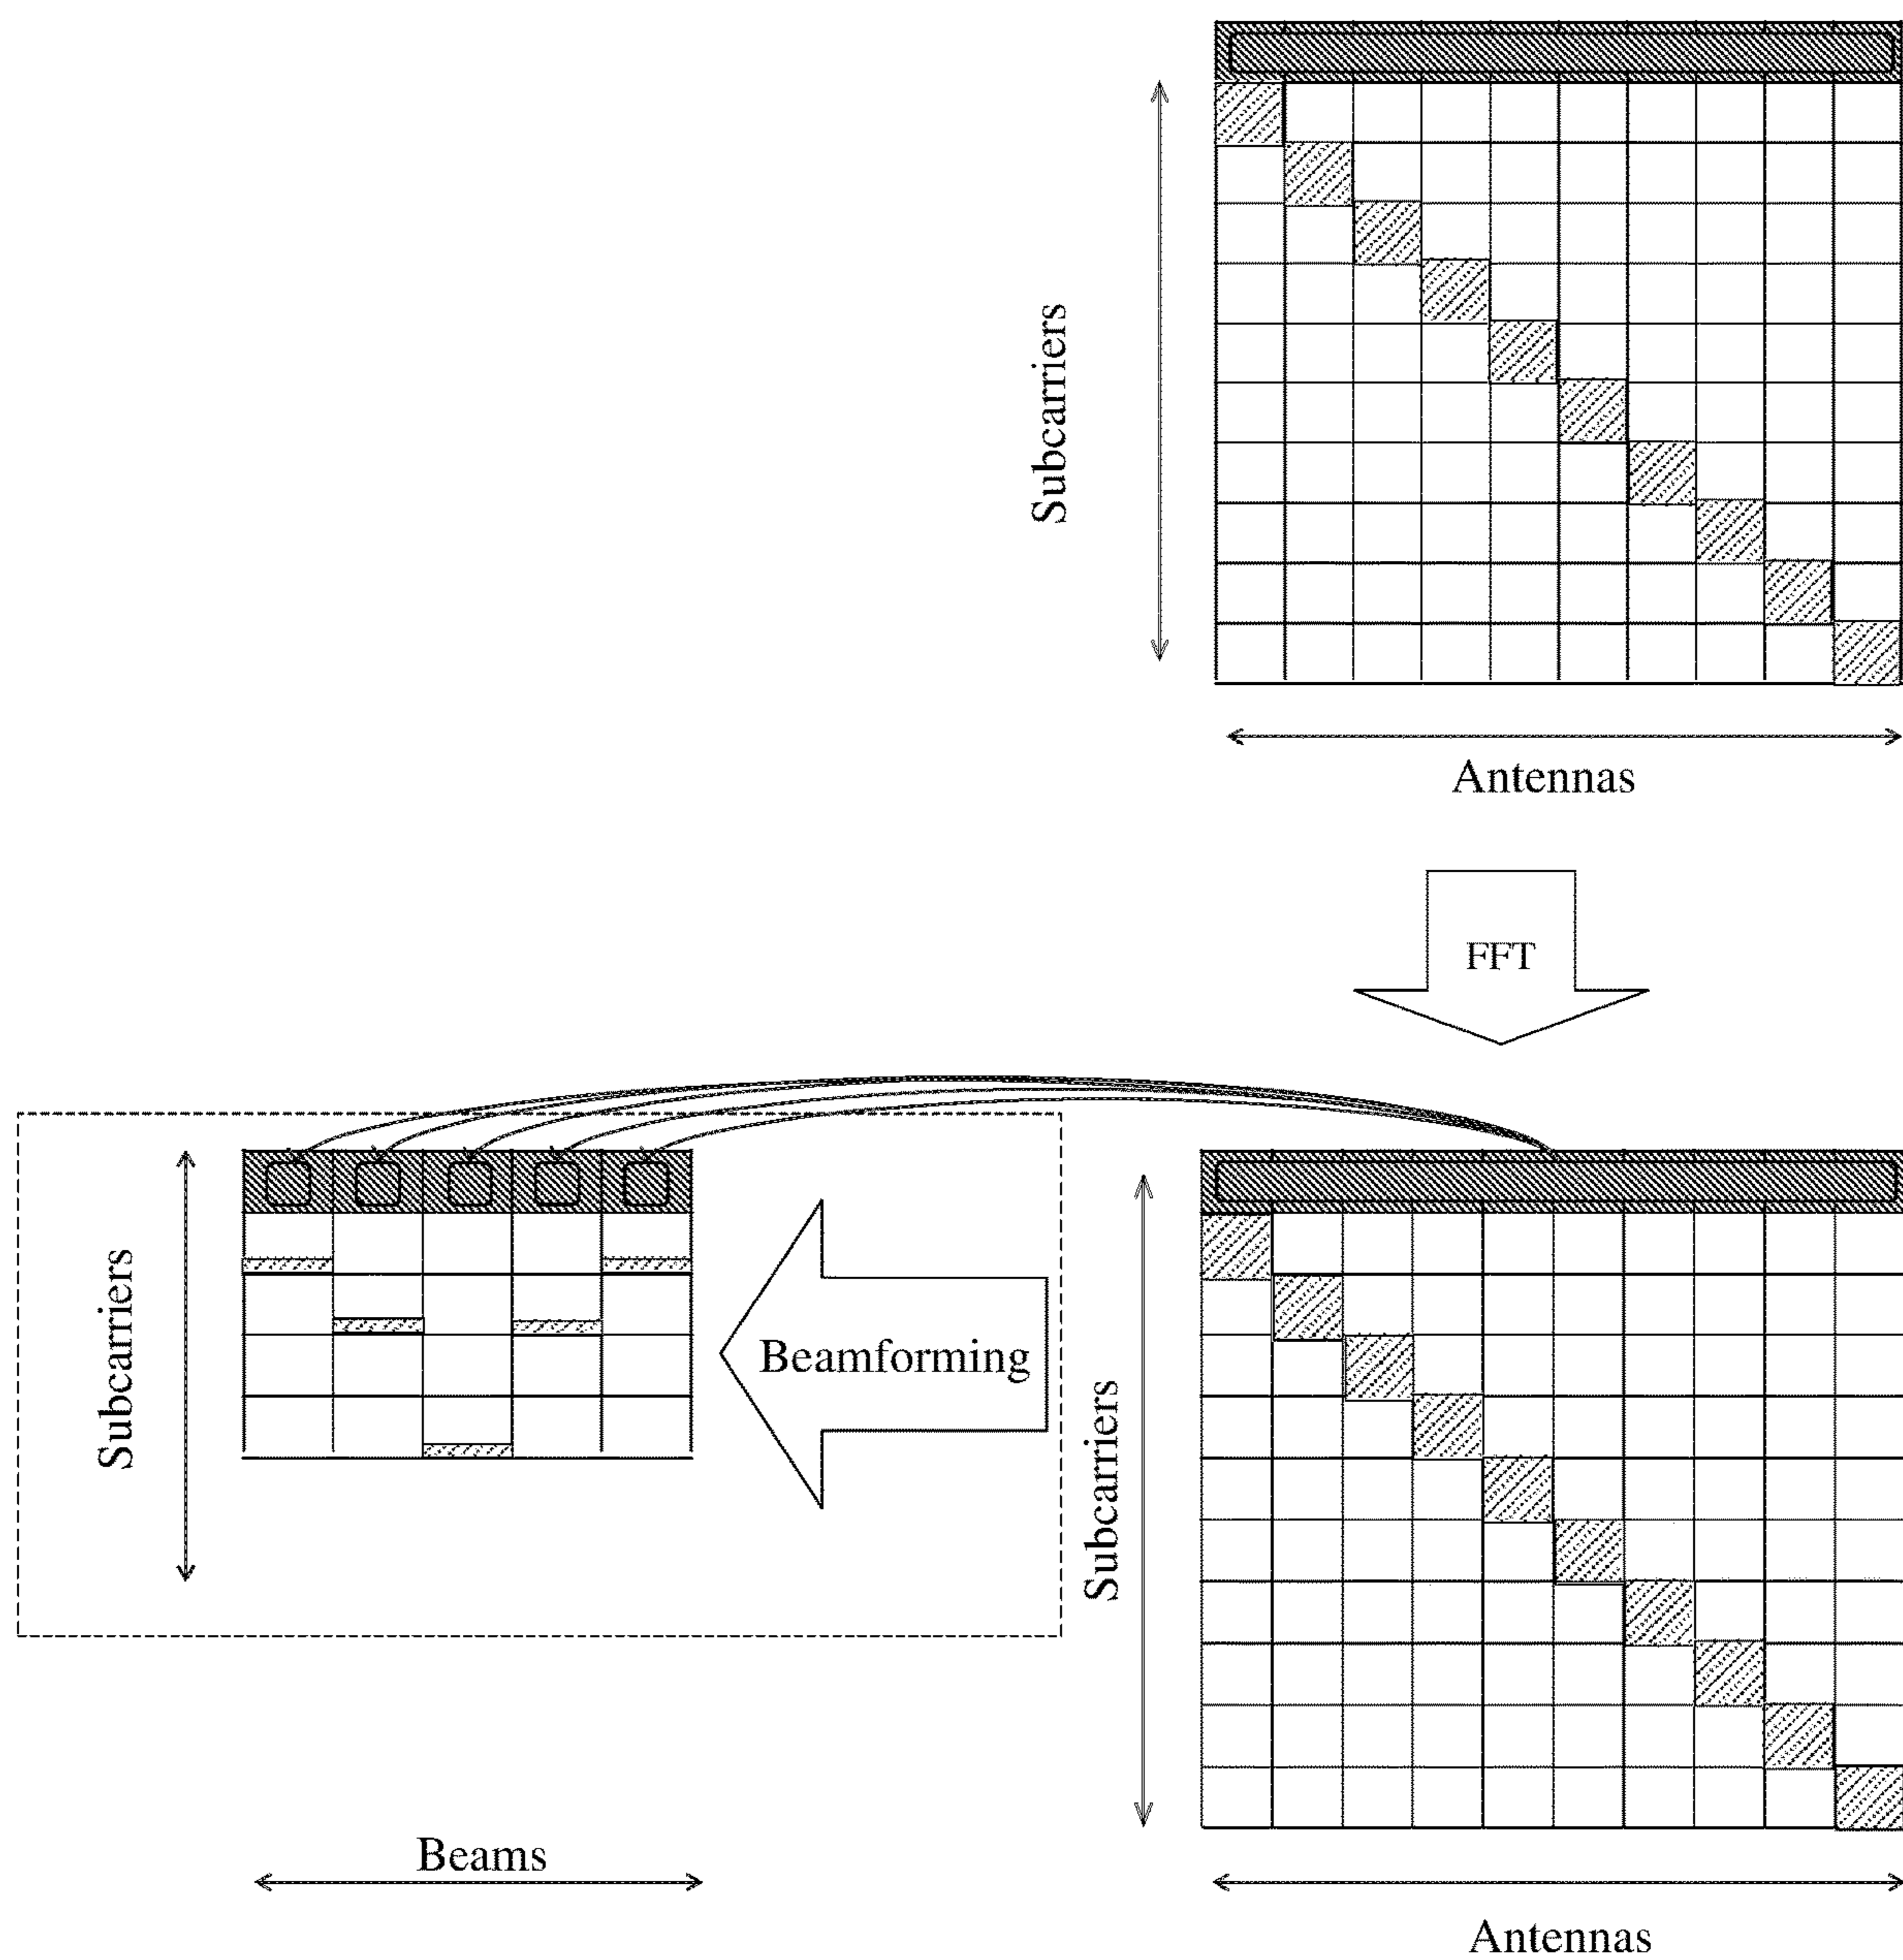 Subcarriers
Antennas
FFT
Subcarriers
Beamforming
Subcarriers
Beams
Antennas